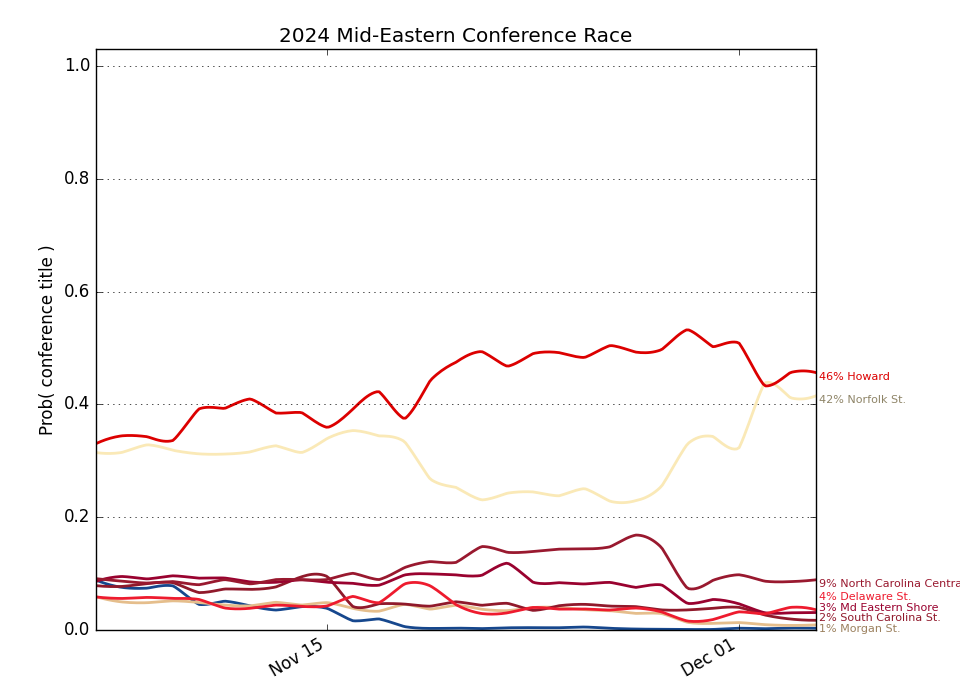 2024 Mid-Eastern Conference Race
1.0
0.8
0.6
0.4
0.2
0.0
Prob( conference title )
Nov 15
Dec 01
46% Howard
42% Norfolk St.
9% North Carolina Centra
4% Delaware St.
3% Md Eastern Shore
2% South Carolina St.
1% Morgan St.